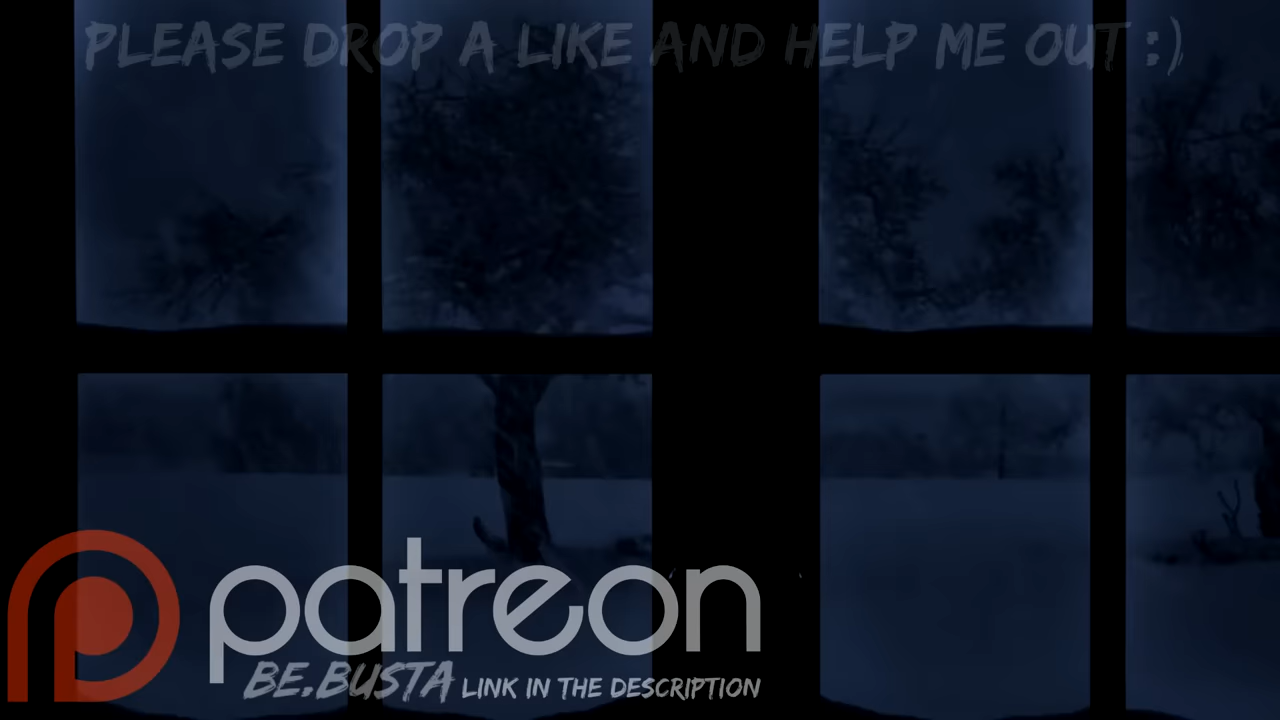 PLEASE DROP A LIKE AND HELP ME OUT :)
patreon
BE.BUSTA LINK IN THE DESCRIPTION